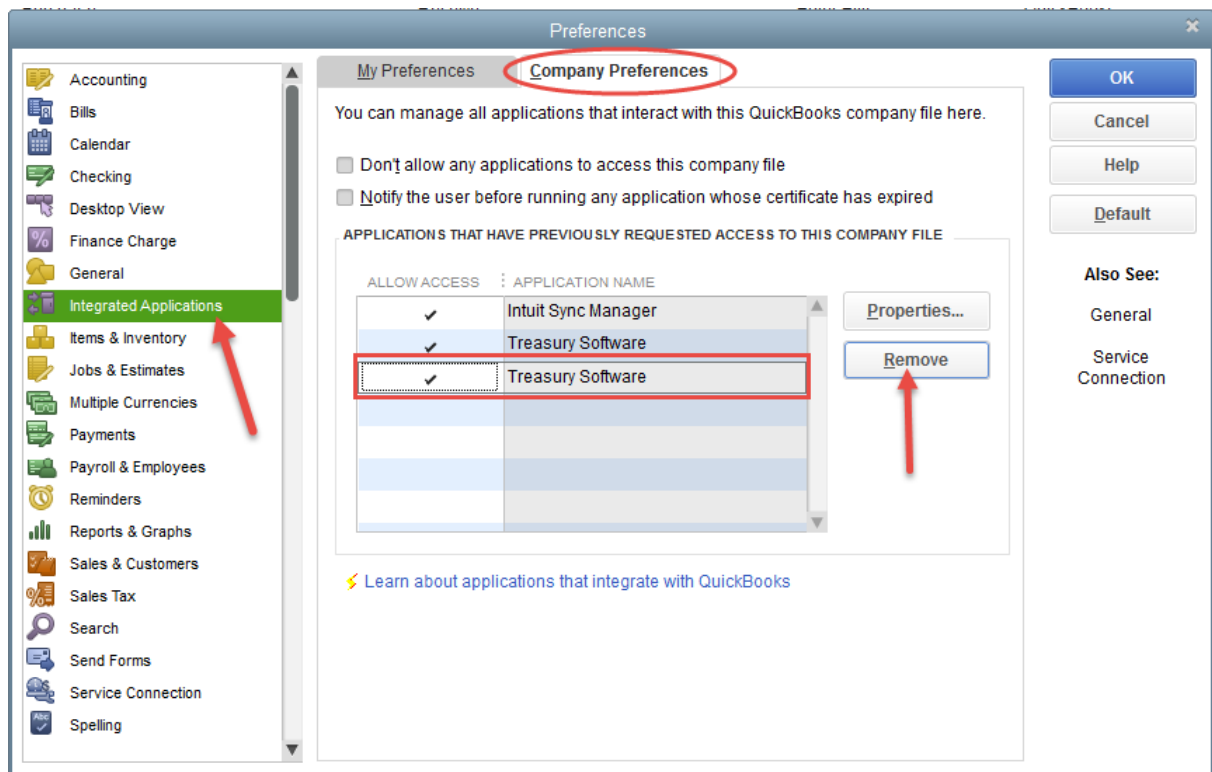 Preferences
Accounting
Bills
Calendar
Checking
Desktop View
Finance Charge
General
Integrated Applications
Items & Inventory
Jobs & Estimates
Multiple Currencies
Payments
Payroll & Employees
Reminders
Reports & Graphs
Sales & Customers
Sales Tax
Search
Send Forms
Service Connection
Spelling
My Preferences
Company Preferences
You can manage all applications that interact with this QuickBooks company file here.
Don't allow any applications to access this company file
Notify the user before running any application whose certificate has expired
APPLICATIONS THAT HAVE PREVIOUSLY REQUESTED ACCESS TO THIS COMPANY FILE
ALLOW ACCESS APPLICATION NAME
Intuit Sync Manager
Treasury Software
Treasury Software
Properties...
Remove
Learn about applications that integrate with QuickBooks
OK
Cancel
Help
Default
Also See:
General
Service
Connection